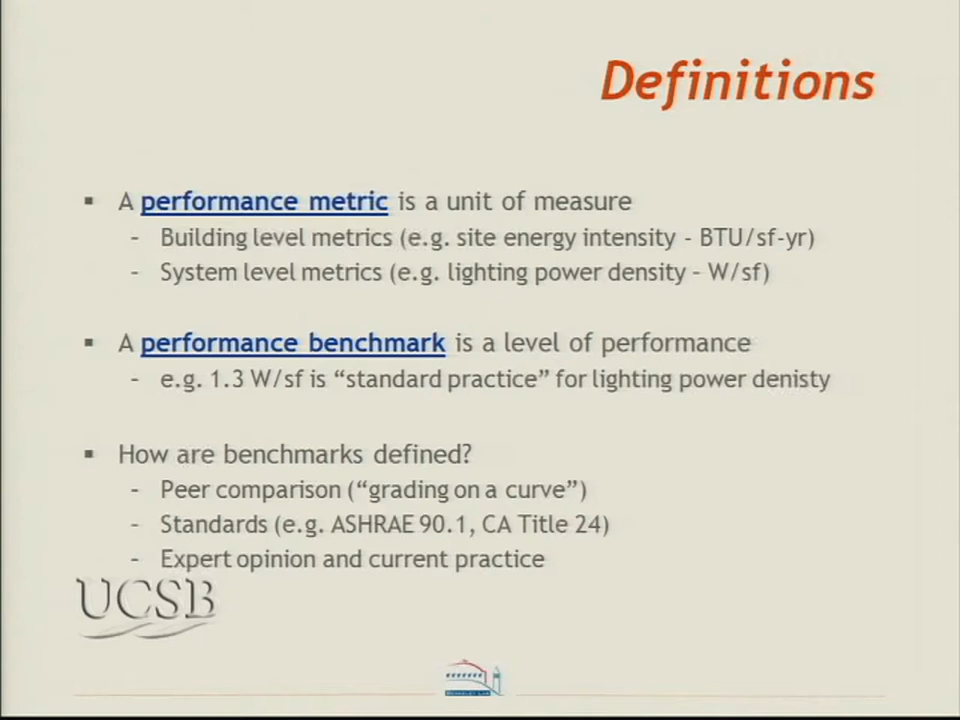 Definitions
▪ A performance metric is a unit of measure
- Building level metrics (e.g. site energy intensity - BTU/sf-yr)
- System level metrics (e.g. lighting power density – W/sf)
▪ A performance benchmark is a level of performance
- e.g. 1.3 W/sf is “standard practice” for lighting power denisty
▪ How are benchmarks defined?
- Peer comparison (“grading on a curve”)
- Standards (e.g. ASHRAE 90.1, CA Title 24)
- Expert opinion and current practice
UCSB
BERKELEY LAB